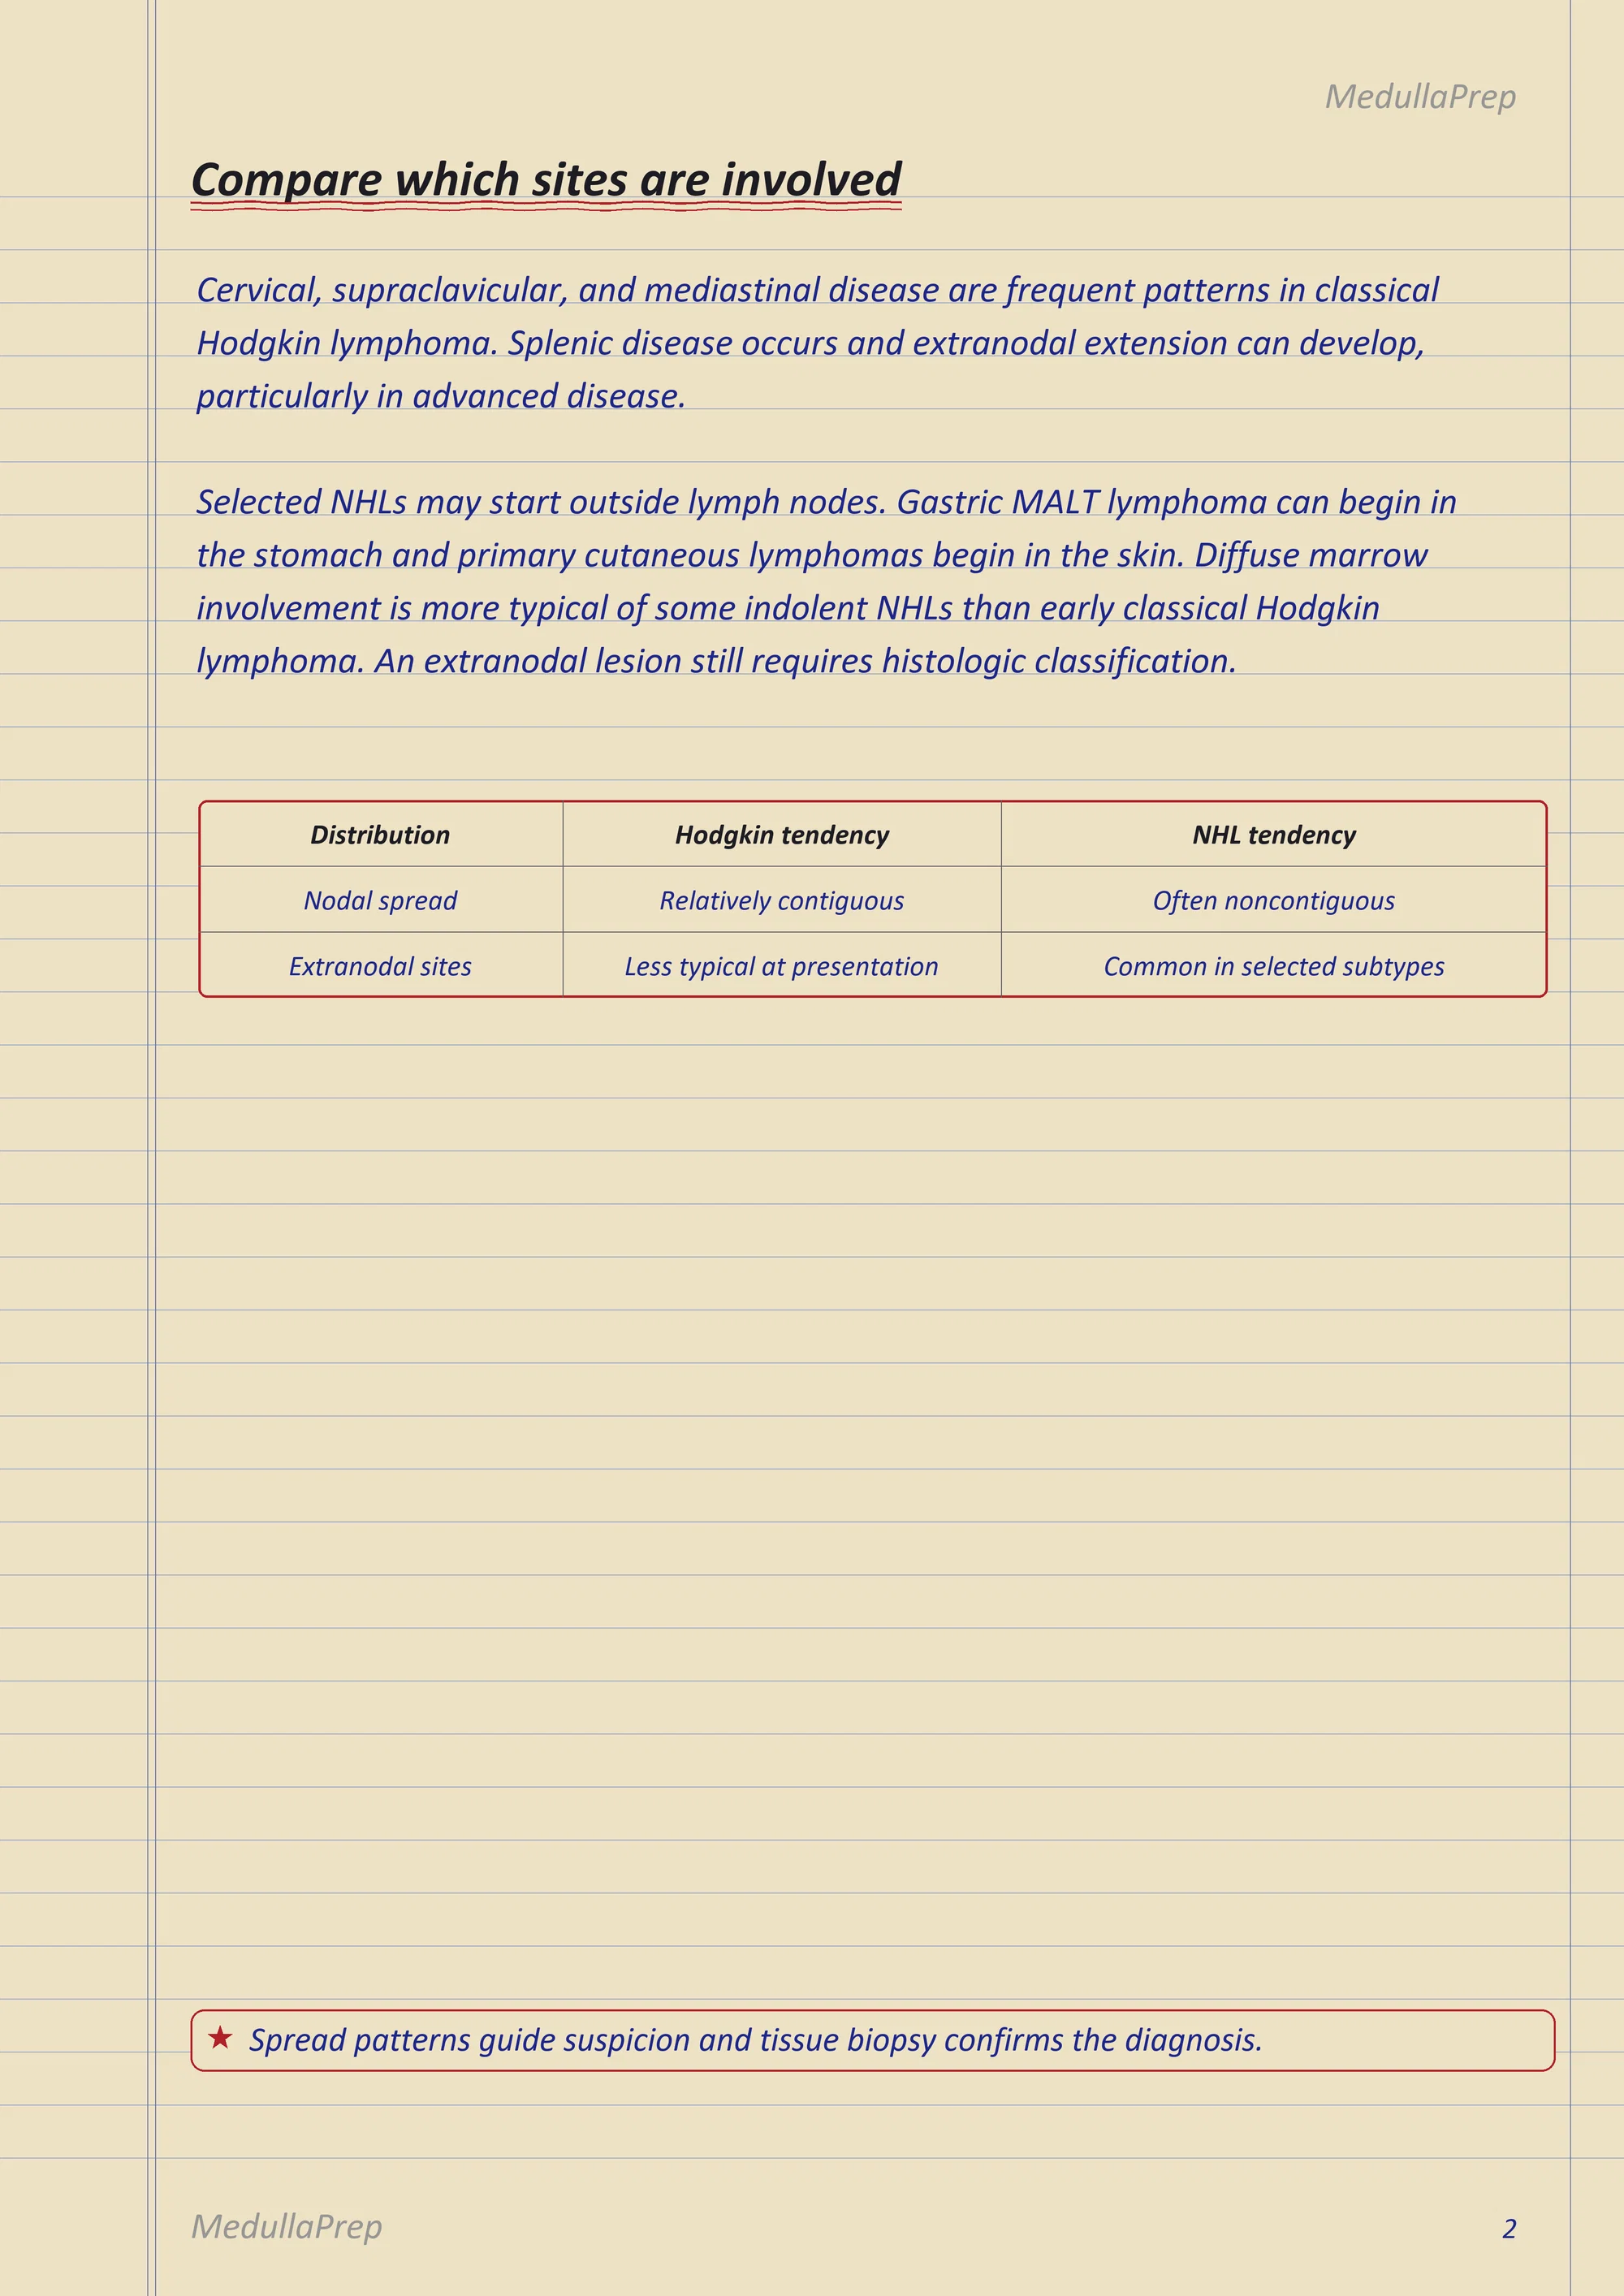 MedullaPrep
Compare which sites are involved
Cervical, supraclavicular, and mediastinal disease are frequent patterns in classical
Hodgkin lymphoma. Splenic disease occurs and extranodal extension can develop,
particularly in advanced disease.
Selected NHLs may start outside lymph nodes. Gastric MALT lymphoma can begin in
the stomach and primary cutaneous lymphomas begin in the skin. Diffuse marrow
involvement is more typical of some indolent NHLs than early classical Hodgkin
lymphoma. An extranodal lesion still requires histologic classification.
Distribution Hodgkin tendency NHL tendency
Nodal spread Relatively contiguous Often noncontiguous
Extranodal sites Less typical at presentation Common in selected subtypes
★ Spread patterns guide suspicion and tissue biopsy confirms the diagnosis.
MedullaPrep 2